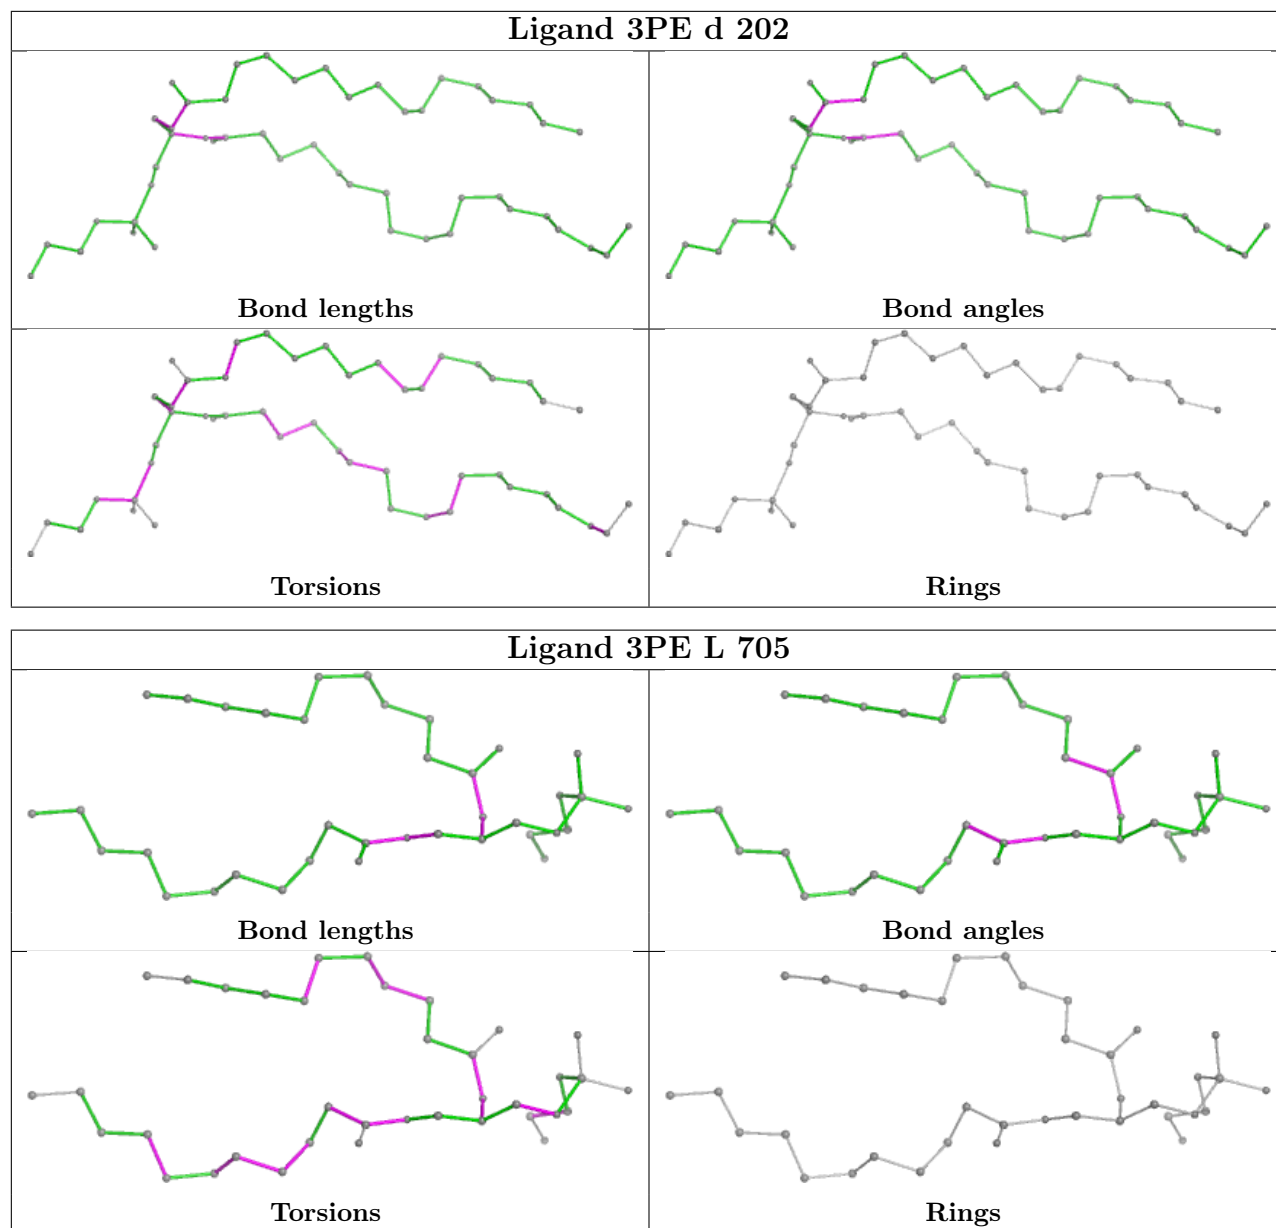 Ligand 3PE d 202
Bond lengths
Bond angles
Torsions
Rings
Ligand 3PE L 705
Bond lengths
Bond angles
Torsions
Rings